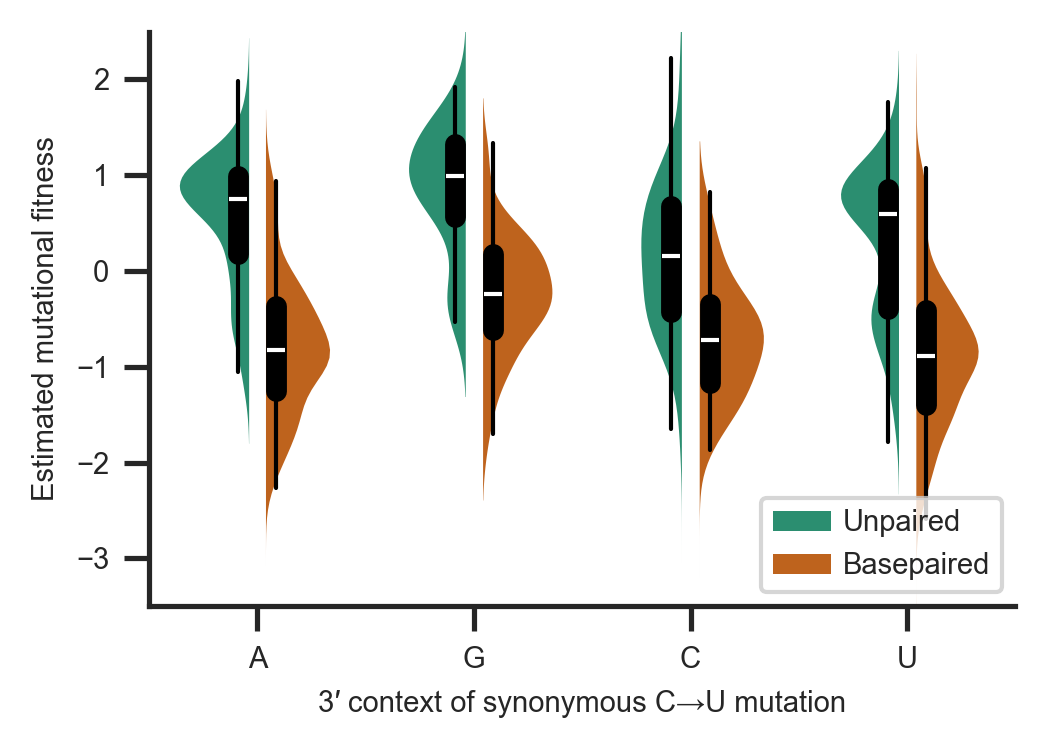 Estimated mutational fitness
2
1
0
−1
−2
−3
Unpaired
Basepaired
A G C U
3′ context of synonymous C→U mutation